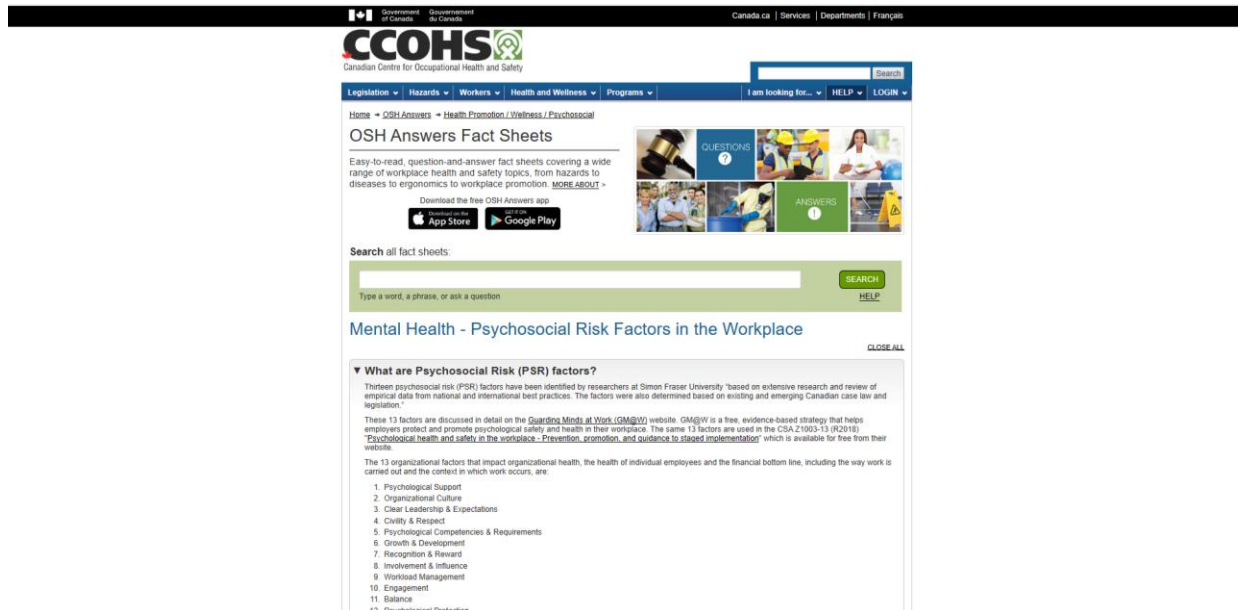 Government of Canada Gouvernement du Canada
Canada.ca | Services | Departments | Français
CCOHS
Canadian Centre for Occupational Health and Safety
Search
Legislation Hazards Workers Health and Wellness Programs I am looking for... HELP LOGIN
Home → OSH Answers → Health Promotion / Wellness / Psychosocial
OSH Answers Fact Sheets
Easy-to-read, question-and-answer fact sheets covering a wide
range of workplace health and safety topics, from hazards to
diseases to ergonomics to workplace promotion. MORE ABOUT >
Download the free OSH Answers app
Download on the App Store
GET IT ON Google Play
QUESTIONS
?
ANSWERS
!
Search all fact sheets:
SEARCH
Type a word, a phrase, or ask a question
HELP
Mental Health - Psychosocial Risk Factors in the Workplace
CLOSE ALL
▼ What are Psychosocial Risk (PSR) factors?
Thirteen psychosocial risk (PSR) factors have been identified by researchers at Simon Fraser University "based on extensive research and review of
empirical data from national and international best practices. The factors were also determined based on existing and emerging Canadian case law and
legislation."
These 13 factors are discussed in detail on the Guarding Minds at Work (GM@W) website. GM@W is a free, evidence-based strategy that helps
employers protect and promote psychological safety and health in their workplace. The same 13 factors are used in the CSA Z1003-13 (R2018)
"Psychological health and safety in the workplace - Prevention, promotion, and guidance to staged implementation" which is available for free from their
website.
The 13 organizational factors that impact organizational health, the health of individual employees and the financial bottom line, including the way work is
carried out and the context in which work occurs, are:
1. Psychological Support
2. Organizational Culture
3. Clear Leadership & Expectations
4. Civility & Respect
5. Psychological Competencies & Requirements
6. Growth & Development
7. Recognition & Reward
8. Involvement & Influence
9. Workload Management
10. Engagement
11. Balance
12. Psychological Protection